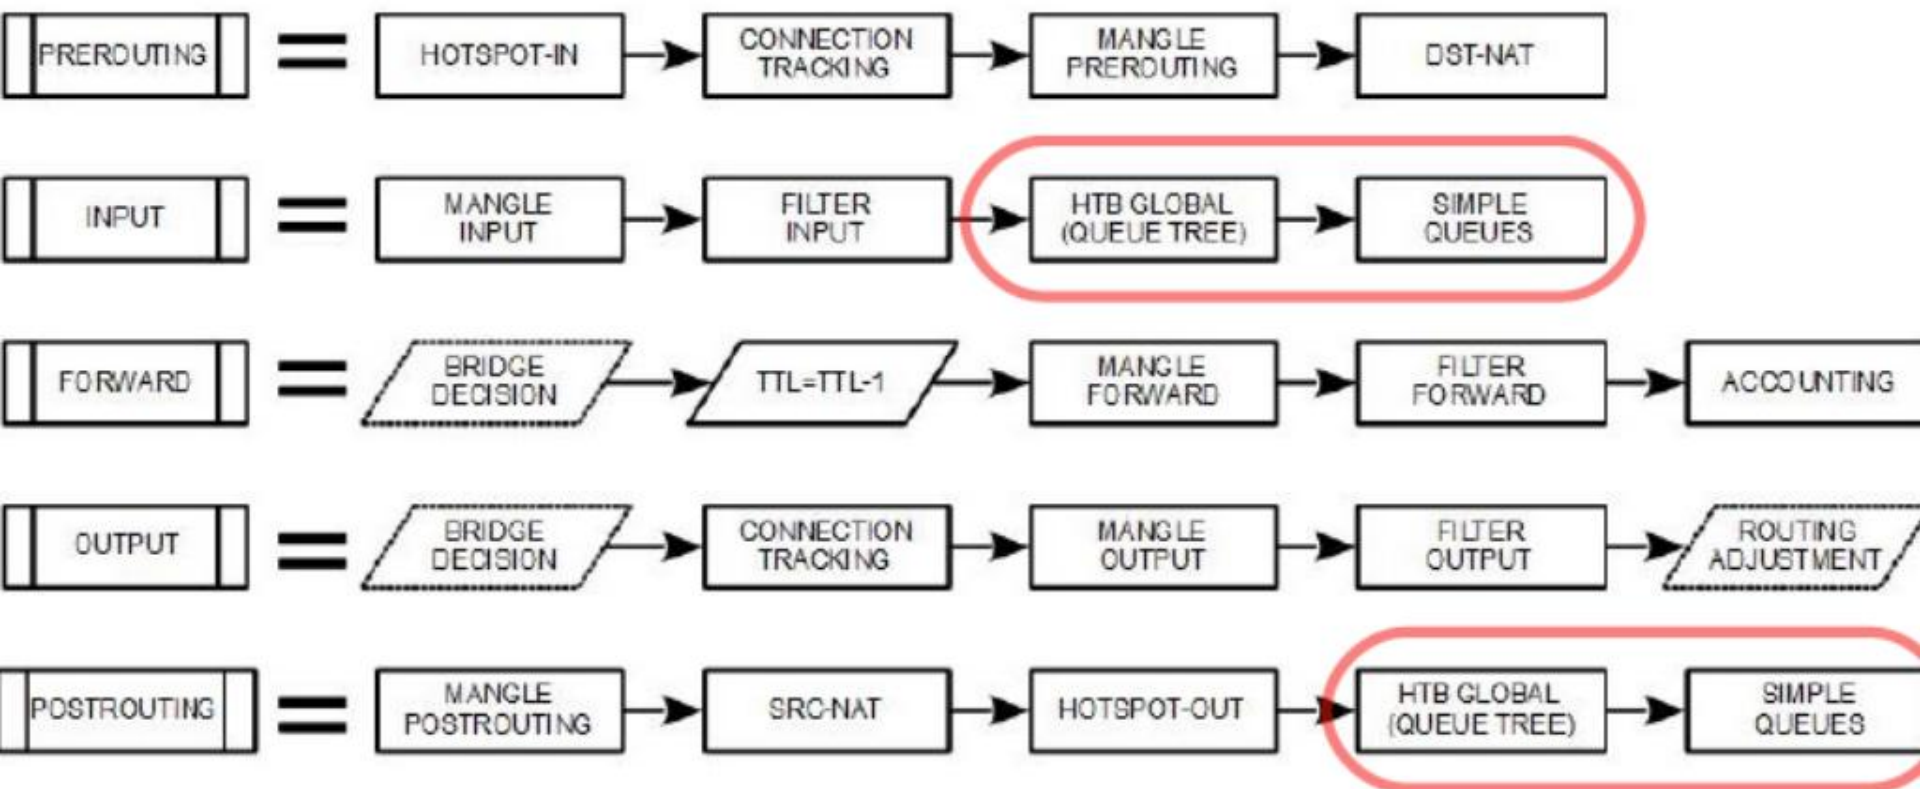 PREROUTING = HOTSPOT-IN CONNECTION TRACKING MANGLE PREROUTING DST-NAT
INPUT = MANGLE INPUT FILTER INPUT HTB GLOBAL (QUEUE TREE) SIMPLE QUEUES
FORWARD = BRIDGE DECISION TTL=TTL-1 MANGLE FORWARD FILTER FORWARD ACCOUNTING
OUTPUT = BRIDGE DECISION CONNECTION TRACKING MANGLE OUTPUT FILTER OUTPUT ROUTING ADJUSTMENT
POSTROUTING = MANGLE POSTROUTING SRC-NAT HOTSPOT-OUT HTB GLOBAL (QUEUE TREE) SIMPLE QUEUES